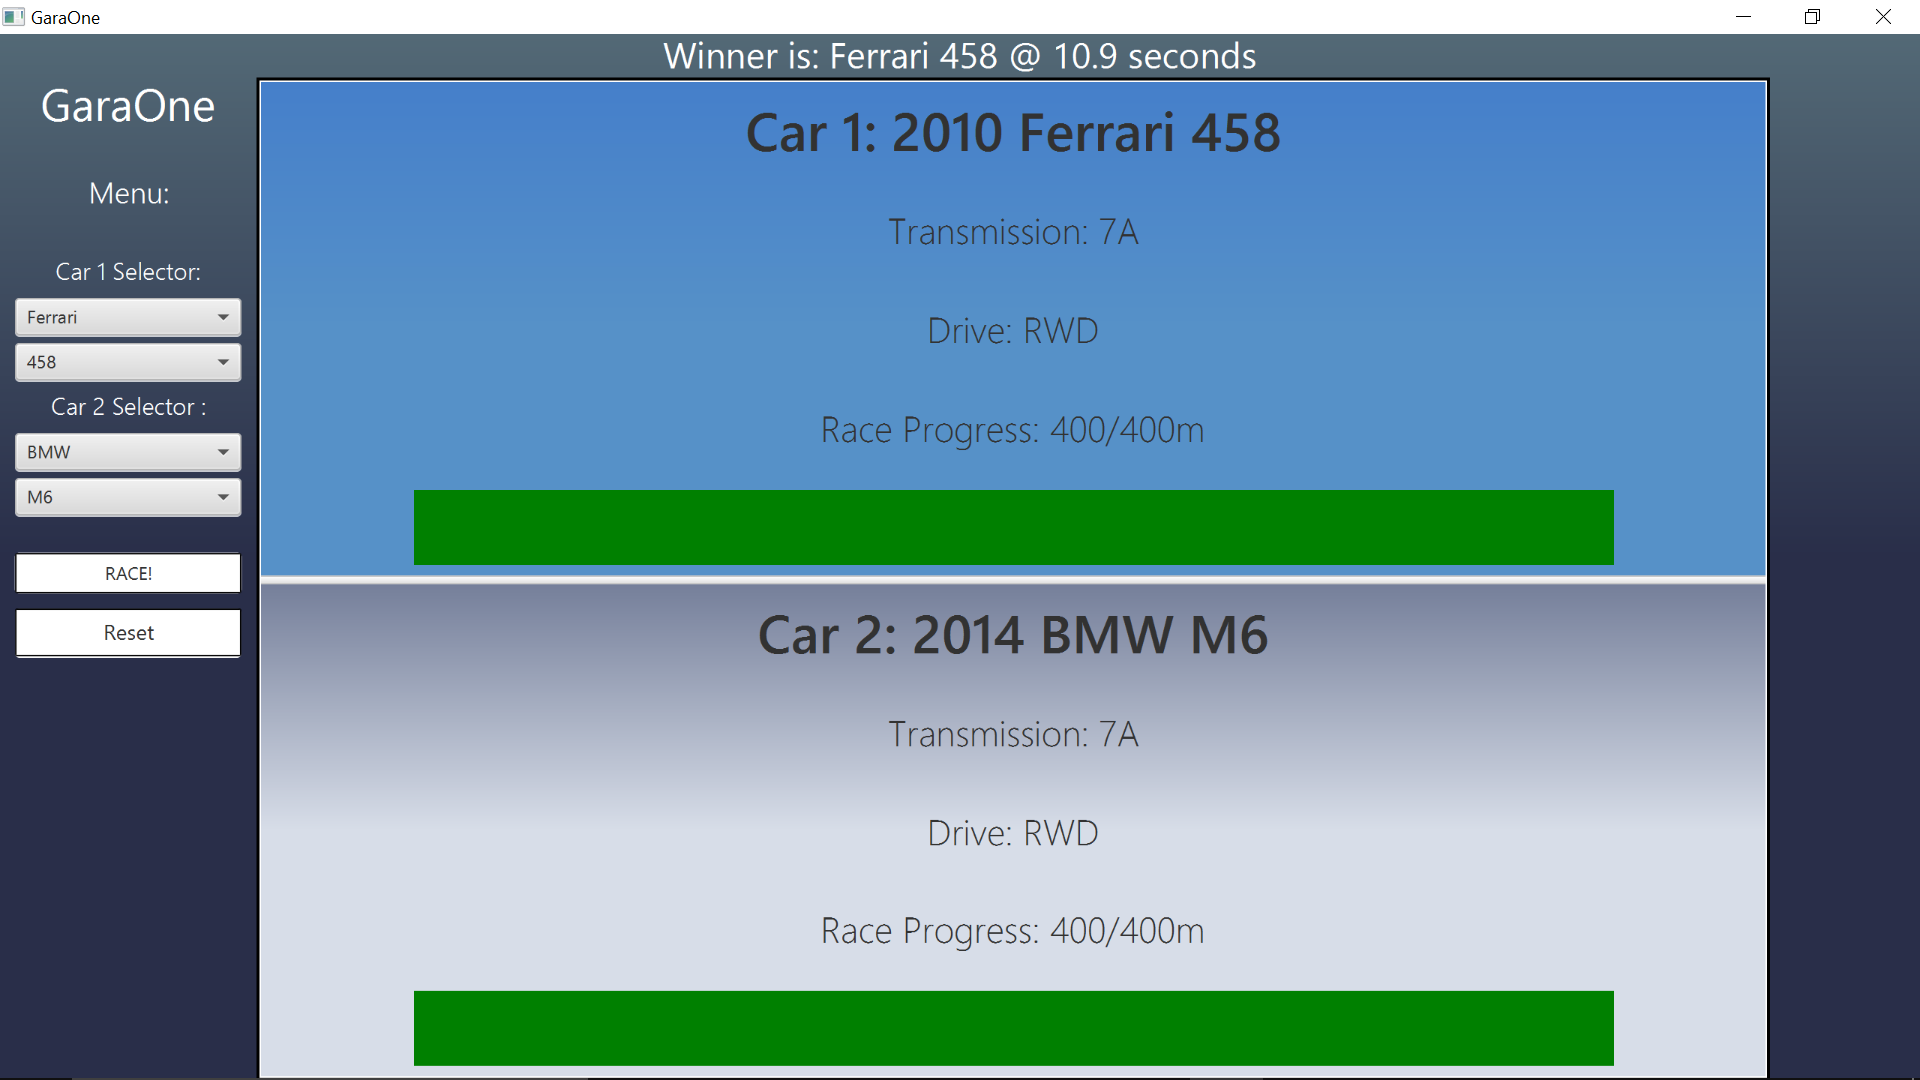 GaraOne
Winner is: Ferrari 458 @ 10.9 seconds
GaraOne
Menu:
Car 1 Selector:
Ferrari
458
Car 2 Selector :
BMW
M6
RACE!
Reset
Car 1: 2010 Ferrari 458
Transmission: 7A
Drive: RWD
Race Progress: 400/400m
Car 2: 2014 BMW M6
Transmission: 7A
Drive: RWD
Race Progress: 400/400m